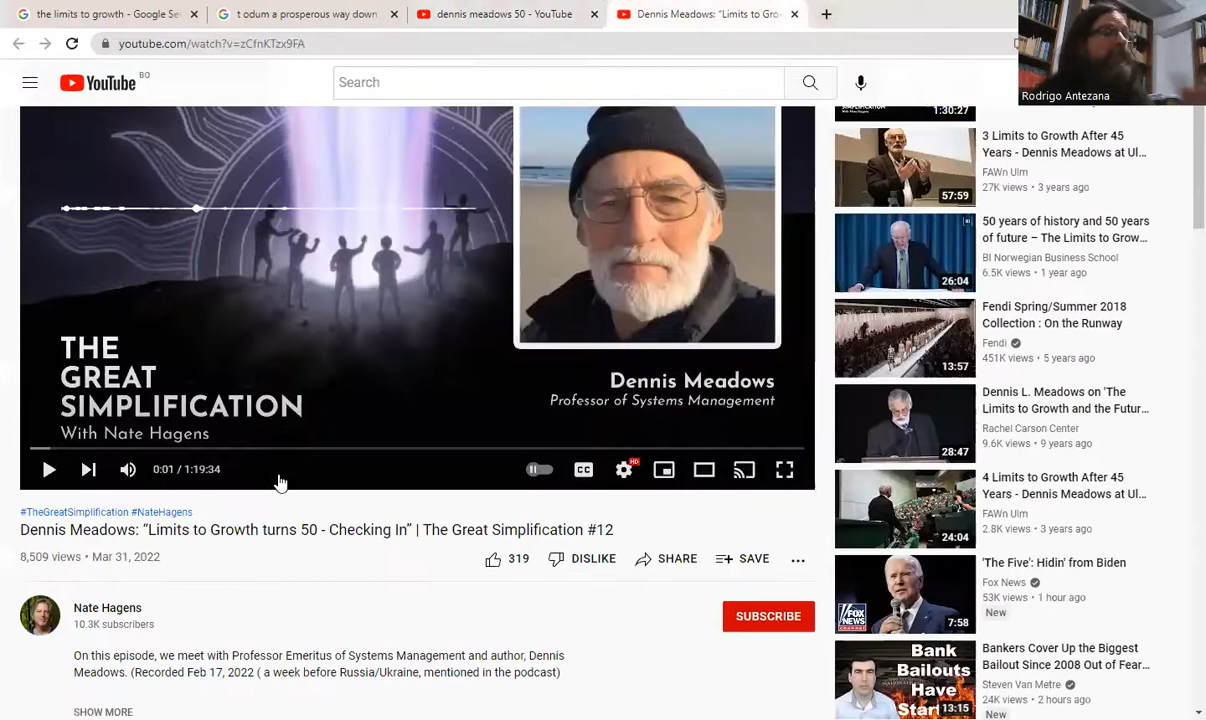 the limits to growth - Google Se
t odum a prosperous way down
dennis meadows 50 - YouTube
Dennis Meadows: “Limits to Gro
youtube.com/watch?v=zCfnKTzx9FA
YouTube
BO
Search
Rodrigo Antezana
THE
GREAT
SIMPLIFICATION
With Nate Hagens
Dennis Meadows
Professor of Systems Management
0:01 / 1:19:34
CC
HD
#TheGreatSimplification #NateHagens
Dennis Meadows: “Limits to Growth turns 50 - Checking In” | The Great Simplification #12
8,509 views • Mar 31, 2022
319
DISLIKE
SHARE
SAVE
Nate Hagens
10.3K subscribers
SUBSCRIBE
On this episode, we meet with Professor Emeritus of Systems Management and author, Dennis
Meadows. (Recorded Feb 17, 2022 ( a week before Russia/Ukraine, mentioned in the podcast)
SHOW MORE
1:30:27
3 Limits to Growth After 45
Years - Dennis Meadows at Ul...
FAWn Ulm
27K views • 3 years ago
57:59
50 years of history and 50 years
of future – The Limits to Grow...
BI Norwegian Business School
6.5K views • 1 year ago
26:04
Fendi Spring/Summer 2018
Collection : On the Runway
Fendi
451K views • 5 years ago
13:57
Dennis L. Meadows on 'The
Limits to Growth and the Futur...
Rachel Carson Center
9.6K views • 9 years ago
28:47
4 Limits to Growth After 45
Years - Dennis Meadows at Ul...
FAWn Ulm
2.8K views • 3 years ago
24:04
'The Five': Hidin' from Biden
Fox News
53K views • 1 hour ago
New
FOX
NEWS
7:58
Bankers Cover Up the Biggest
Bailout Since 2008 Out of Fear...
Steven Van Metre
24K views • 2 hours ago
New
Bank
Bailouts
Have
Star
13:15